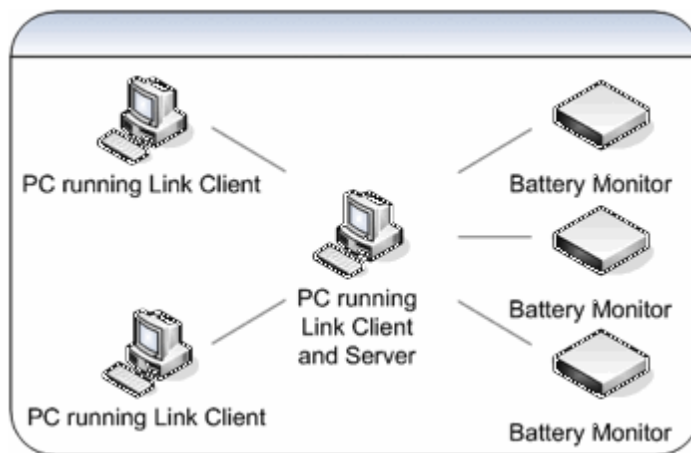 PC running Link Client
Battery Monitor
PC running
Link Client
and Server
Battery Monitor
PC running Link Client
Battery Monitor